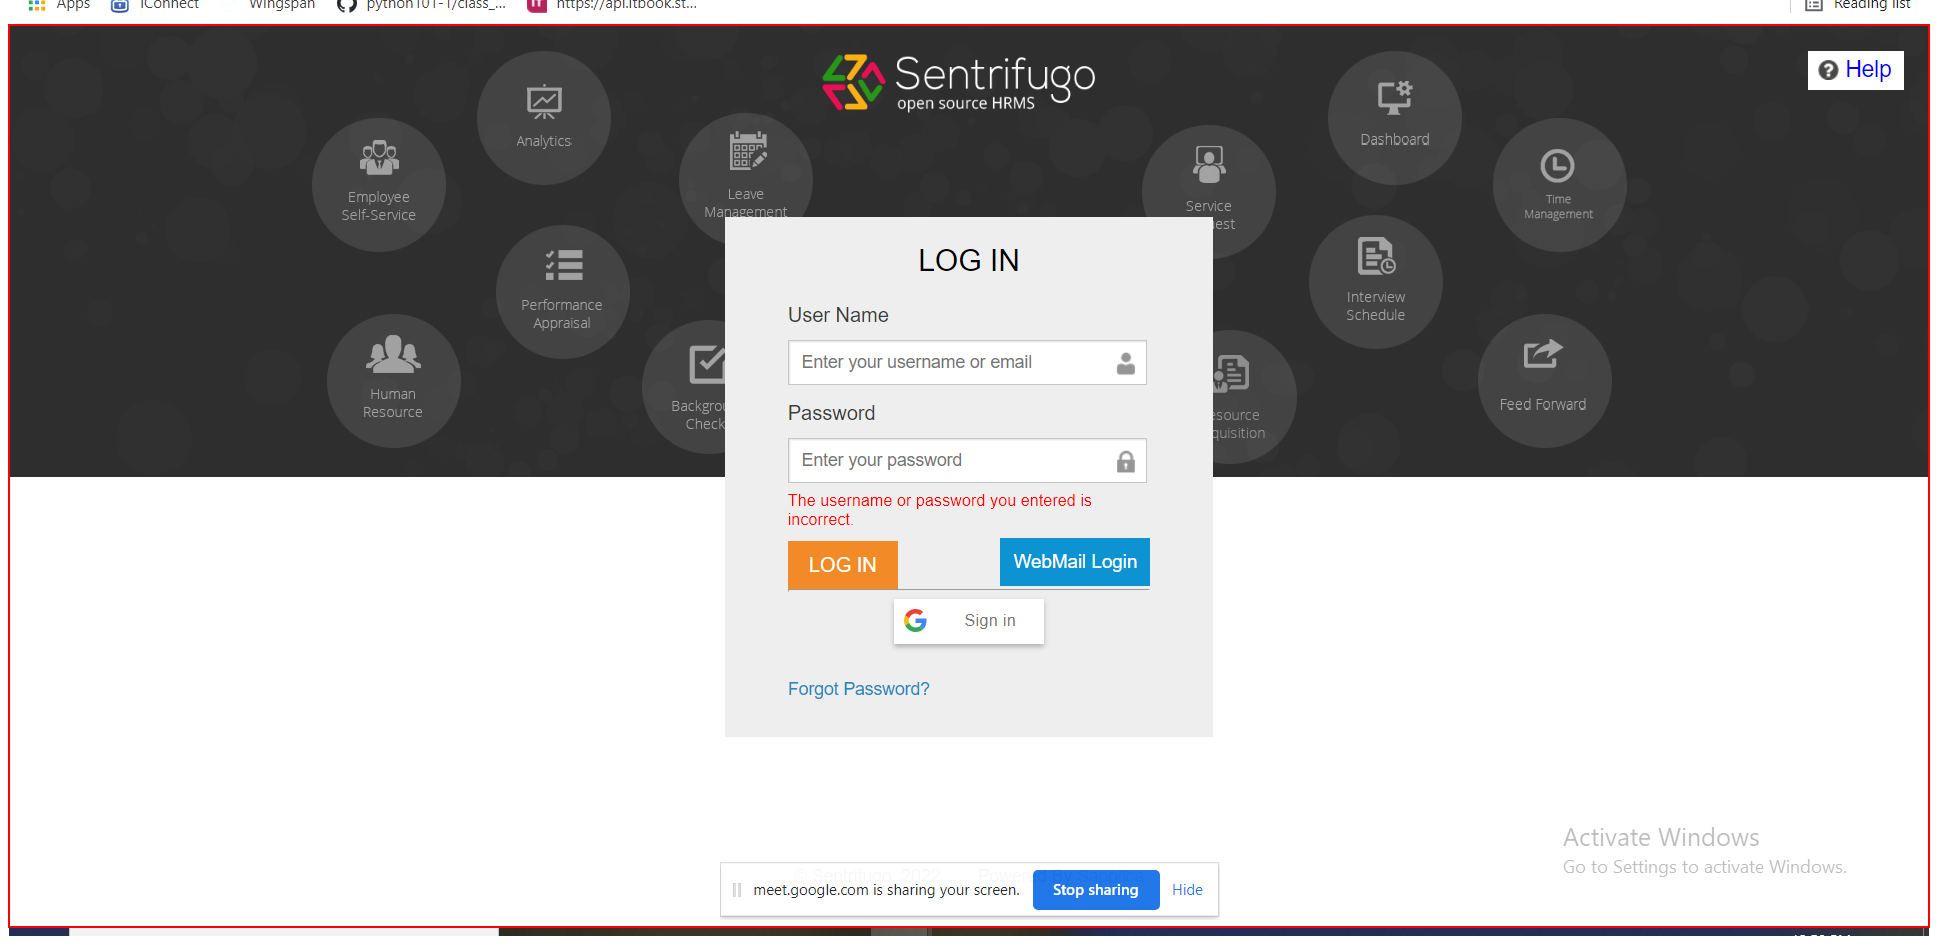 Apps
iConnect
Wingspan
python101-1/class_...
https://api.itbook.st...
Reading list
Sentrifugo
open source HRMS
Help
Analytics
Dashboard
Employee
Self-Service
Leave
Management
Service
est
Time
Management
LOG IN
Performance
Appraisal
Interview
Schedule
User Name
Enter your username or email
Human
Resource
Backgrou
Check
esource
quisition
Feed Forward
Password
Enter your password
The username or password you entered is
incorrect.
LOG IN
WebMail Login
Sign in
Forgot Password?
Activate Windows
Go to Settings to activate Windows.
© Sentrifugo, 2022
meet.google.com is sharing your screen.
Stop sharing
Hide